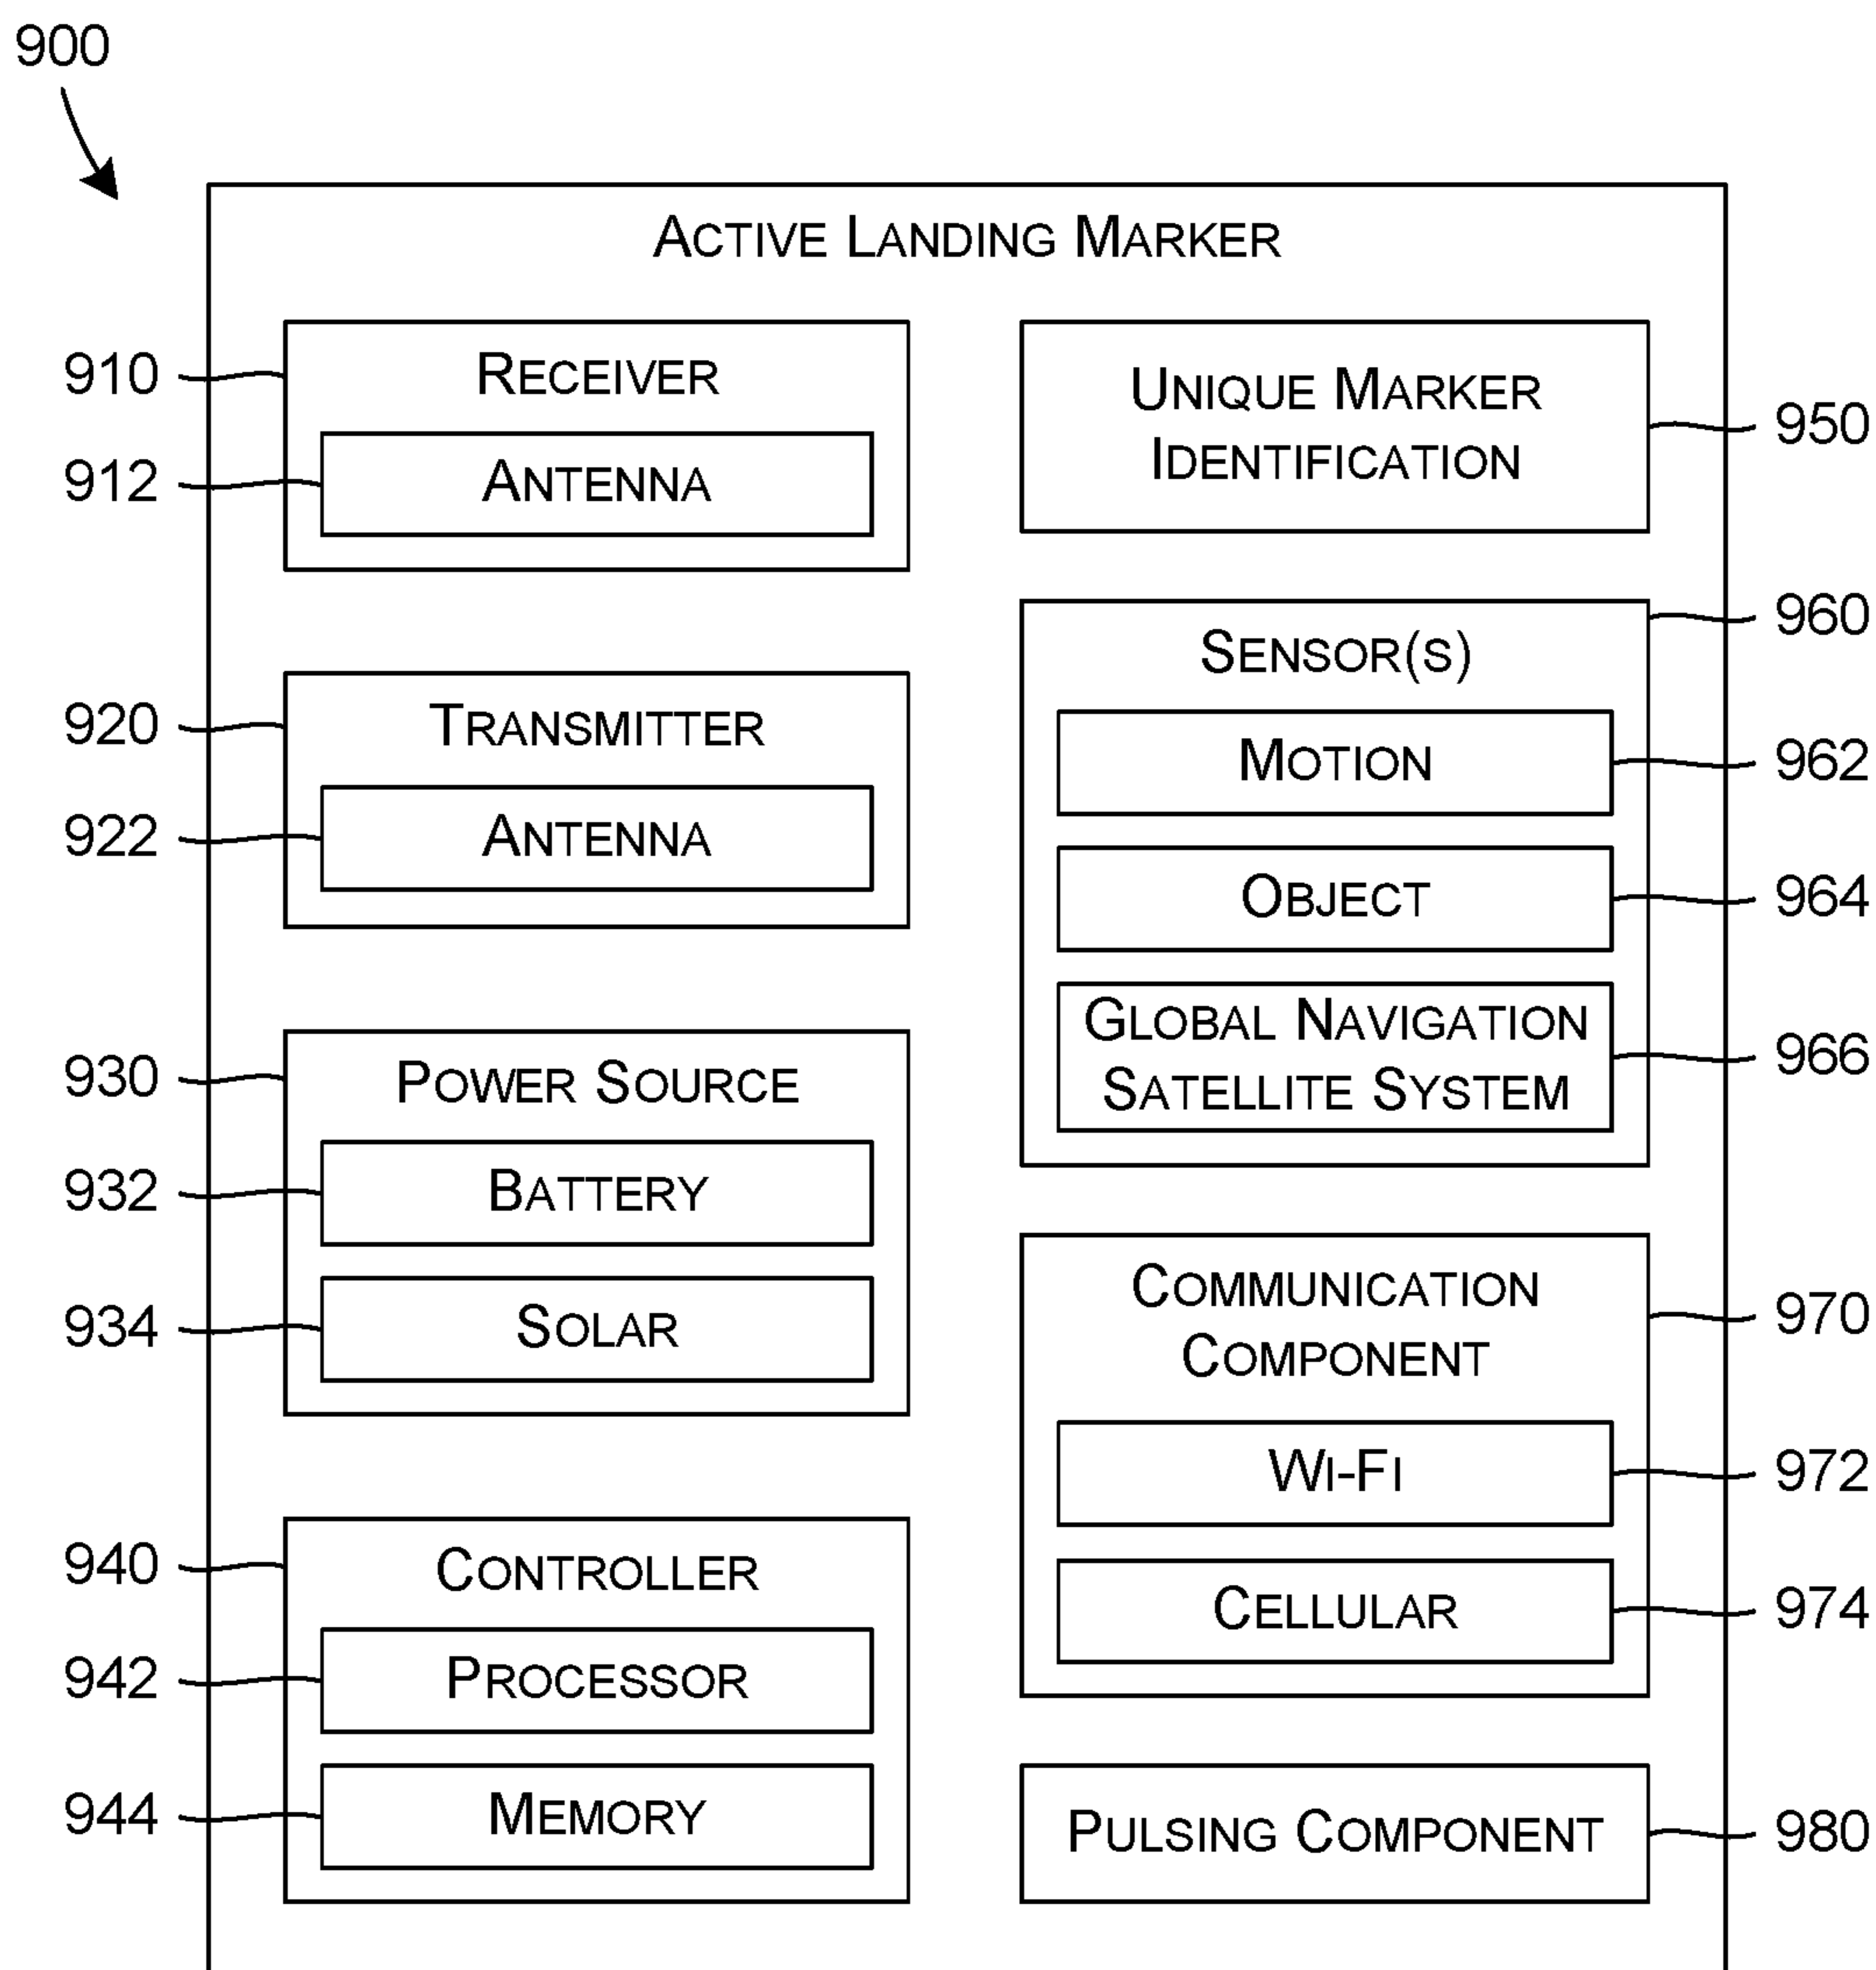 900
ACTIVE LANDING MARKER
910
RECEIVER
912
ANTENNA
920
TRANSMITTER
922
ANTENNA
930
POWER SOURCE
932
BATTERY
934
SOLAR
940
CONTROLLER
942
PROCESSOR
944
MEMORY
UNIQUE MARKER
IDENTIFICATION
950
SENSOR(S)
960
MOTION
962
OBJECT
964
GLOBAL NAVIGATION
SATELLITE SYSTEM
966
COMMUNICATION
COMPONENT
970
WI-FI
972
CELLULAR
974
PULSING COMPONENT
980